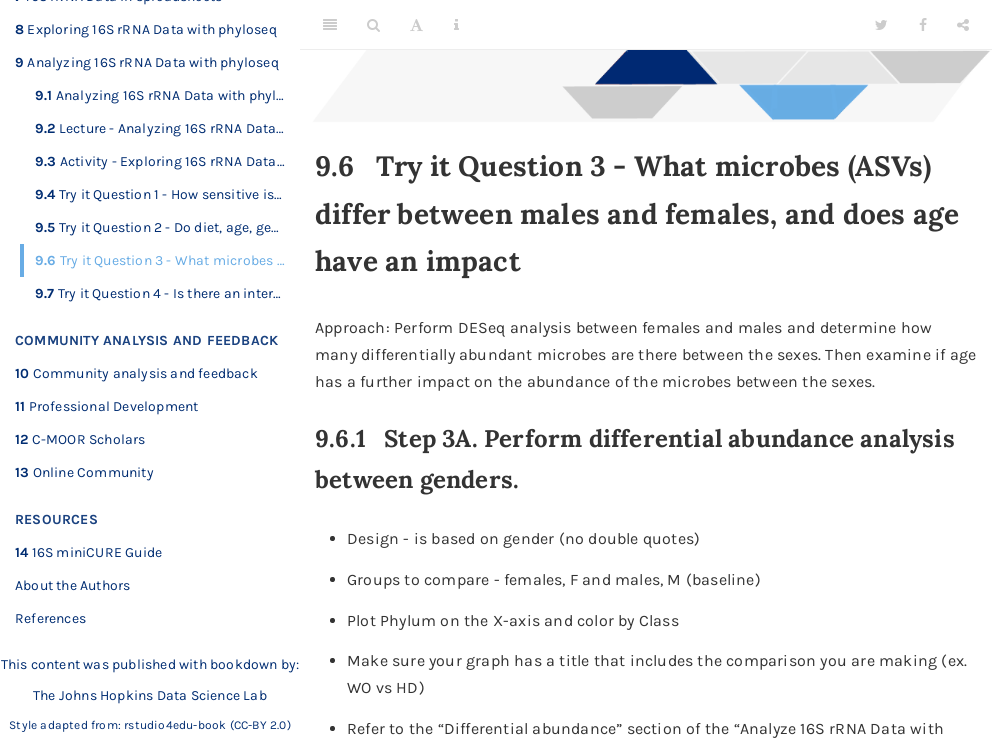 8 Exploring 16S rRNA Data with phyloseq
9 Analyzing 16S rRNA Data with phyloseq
9.1 Analyzing 16S rRNA Data with phyl...
9.2 Lecture - Analyzing 16S rRNA Data...
9.3 Activity - Exploring 16S rRNA Data...
9.4 Try it Question 1 - How sensitive is...
9.5 Try it Question 2 - Do diet, age, ge...
9.6 Try it Question 3 - What microbes ...
9.7 Try it Question 4 - Is there an inter...
COMMUNITY ANALYSIS AND FEEDBACK
10 Community analysis and feedback
11 Professional Development
12 C-MOOR Scholars
13 Online Community
RESOURCES
14 16S miniCURE Guide
About the Authors
References
This content was published with bookdown by:
The Johns Hopkins Data Science Lab
Style adapted from: rstudio4edu-book (CC-BY 2.0)
9.6 Try it Question 3 - What microbes (ASVs)
differ between males and females, and does age
have an impact
Approach: Perform DESeq analysis between females and males and determine how
many differentially abundant microbes are there between the sexes. Then examine if age
has a further impact on the abundance of the microbes between the sexes.
9.6.1 Step 3A. Perform differential abundance analysis
between genders.
• Design - is based on gender (no double quotes)
• Groups to compare - females, F and males, M (baseline)
• Plot Phylum on the X-axis and color by Class
• Make sure your graph has a title that includes the comparison you are making (ex.
WO vs HD)
• Refer to the “Differential abundance” section of the “Analyze 16S rRNA Data with